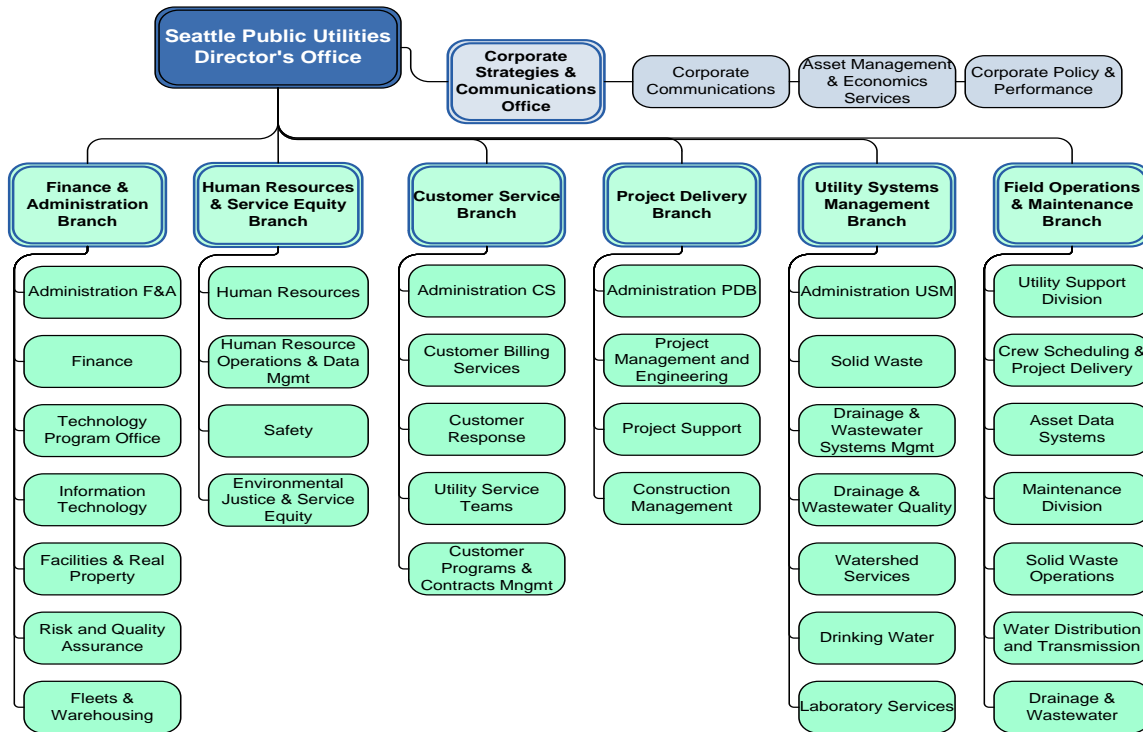 Seattle Public Utilities
Director's Office
Corporate
Strategies &
Communications
Office
Corporate
Communications
Asset Management
& Economics
Services
Corporate Policy &
Performance
Finance &
Administration
Branch
Human Resources
& Service Equity
Branch
Customer Service
Branch
Project Delivery
Branch
Utility Systems
Management
Branch
Field Operations
& Maintenance
Branch
Administration F&A
Finance
Technology
Program Office
Information
Technology
Facilities & Real
Property
Risk and Quality
Assurance
Fleets &
Warehousing
Human Resources
Human Resource
Operations & Data
Mgmt
Safety
Environmental
Justice & Service
Equity
Administration CS
Customer Billing
Services
Customer
Response
Utility Service
Teams
Customer
Programs &
Contracts Mngmt
Administration PDB
Project
Management and
Engineering
Project Support
Construction
Management
Administration USM
Solid Waste
Drainage &
Wastewater
Systems Mgmt
Drainage &
Wastewater Quality
Watershed
Services
Drinking Water
Laboratory Services
Utility Support
Division
Crew Scheduling &
Project Delivery
Asset Data
Systems
Maintenance
Division
Solid Waste
Operations
Water Distribution
and Transmission
Drainage &
Wastewater